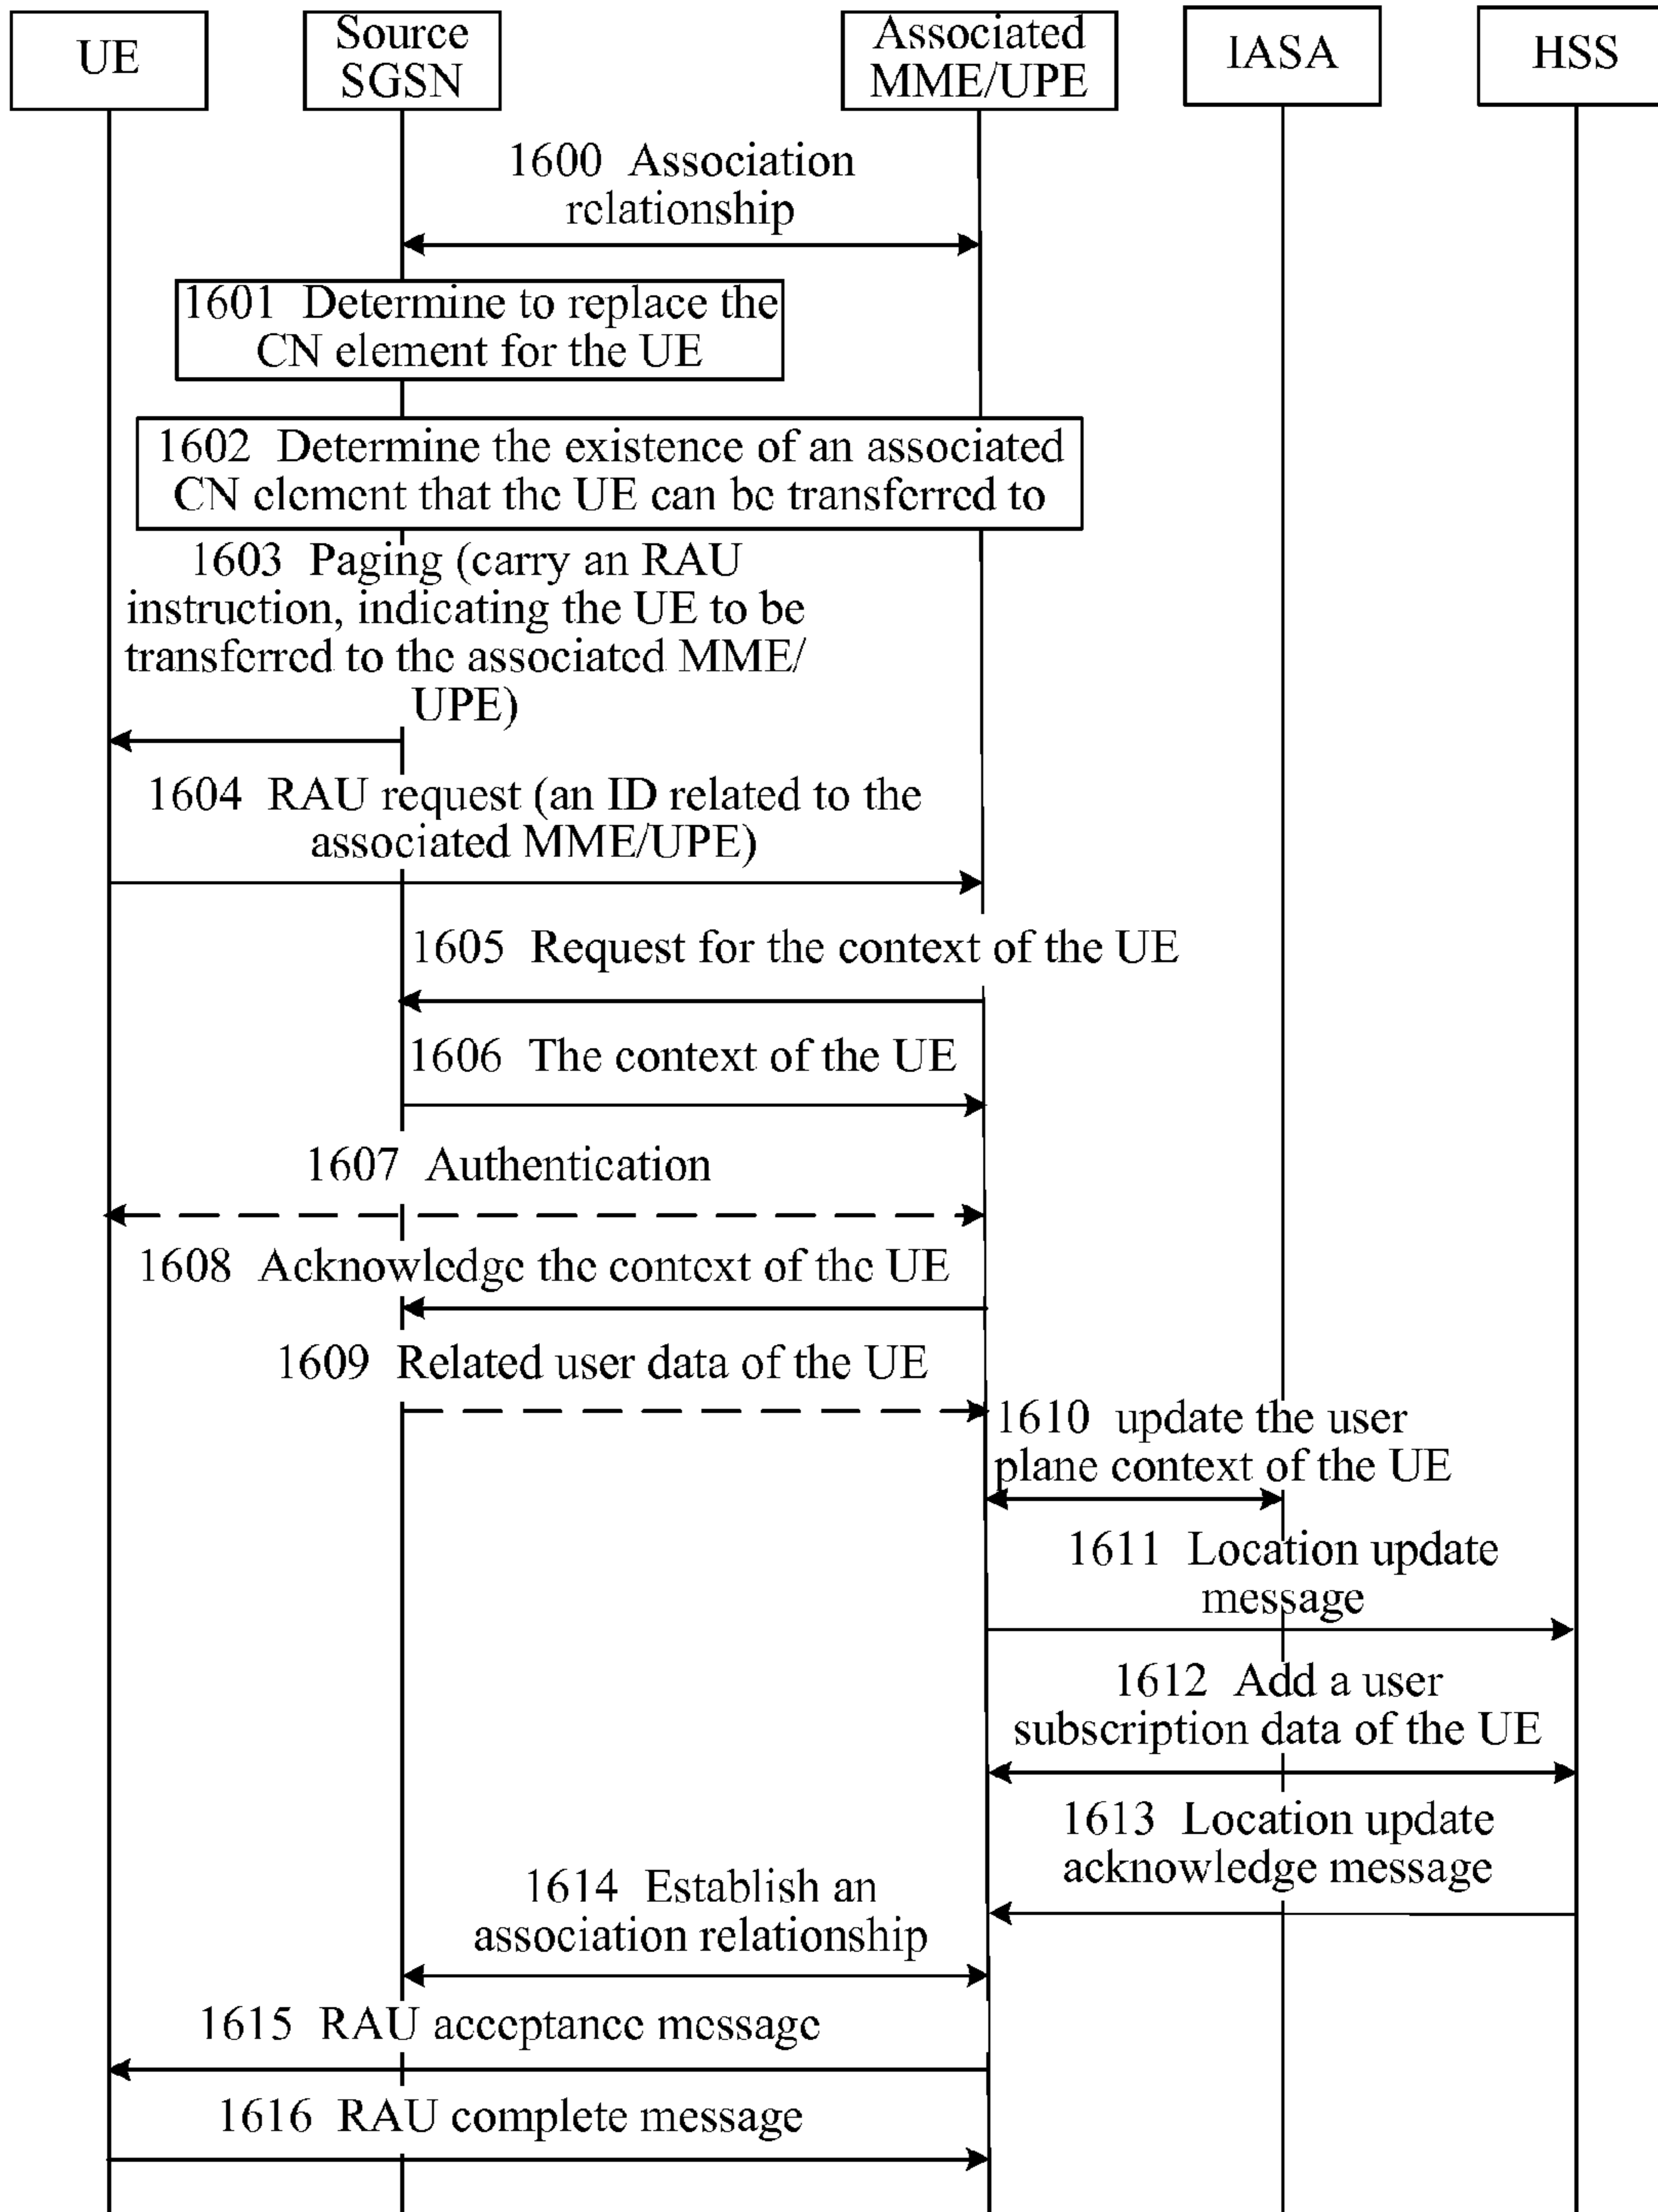 UE
Source
SGSN
Associated
MME/UPE
IASA
HSS
1600 Association
relationship
1601 Determine to replace the
CN element for the UE
1602 Determine the existence of an associated
CN element that the UE can be transferred to
1603 Paging (carry an RAU
instruction, indicating the UE to be
transferred to the associated MME/
UPE)
1604 RAU request (an ID related to the
associated MME/UPE)
1605 Request for the context of the UE
1606 The context of the UE
1607 Authentication
1608 Acknowledge the context of the UE
1609 Related user data of the UE
1610 update the user
plane context of the UE
1611 Location update
message
1612 Add a user
subscription data of the UE
1613 Location update
acknowledge message
1614 Establish an
association relationship
1615 RAU acceptance message
1616 RAU complete message